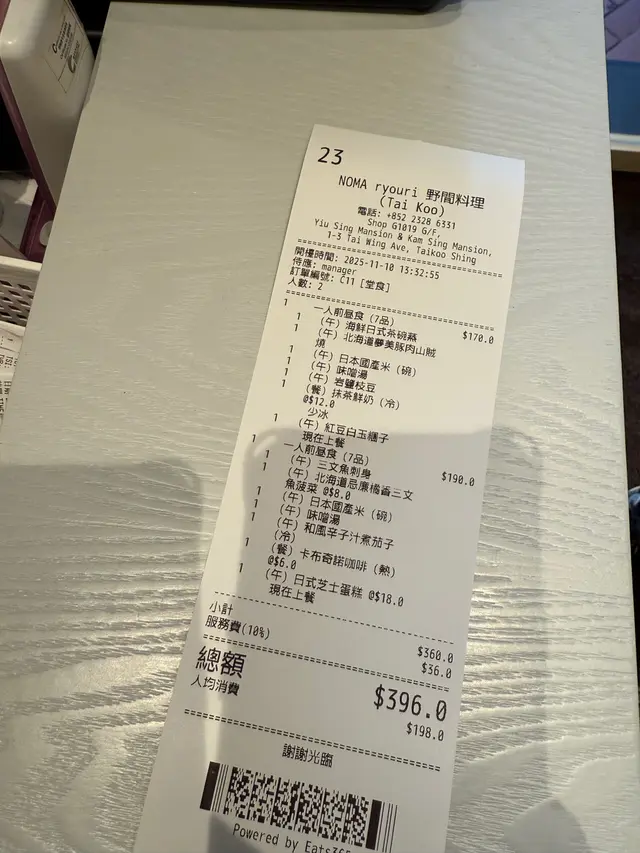 23
NOMA ryouri 野間料理
(Tai Koo)
電話: +852 2328 6331
Shop G1019 G/F,
Yiu Sing Mansion & Kam Sing Mansion,
1-3 Tai Wing Ave, Taikoo Shing
開檯時間: 2025-11-10 13:32:55
侍應: manager
訂單編號: C11 [堂食]
人數: 2
1 一人前昼食 (7品) $170.0
1 (午) 海鮮日式茶碗蒸
1 (午) 北海道夢美豚肉山賊
燒
1 (午) 日本國產米 (碗)
1 (午) 味噌湯
1 (午) 岩鹽枝豆
1 (餐) 抹茶鮮奶 (冷)
@$12.0
少冰
1 (午) 紅豆白玉糰子
現在上餐
1 一人前昼食 (7品) $190.0
1 (午) 三文魚刺身
1 (午) 北海道忌廉橘香三文
魚菠菜 @$8.0
1 (午) 日本國產米 (碗)
1 (午) 味噌湯
1 (午) 和風辛子汁煮茄子
(冷)
1 (餐) 卡布奇諾咖啡 (熱)
@$6.0
1 (午) 日式芝士蛋糕 @$18.0
現在上餐
小計 $360.0
服務費(10%) $36.0
總額 $396.0
人均消費 $198.0
謝謝光臨
Powered by Eats365